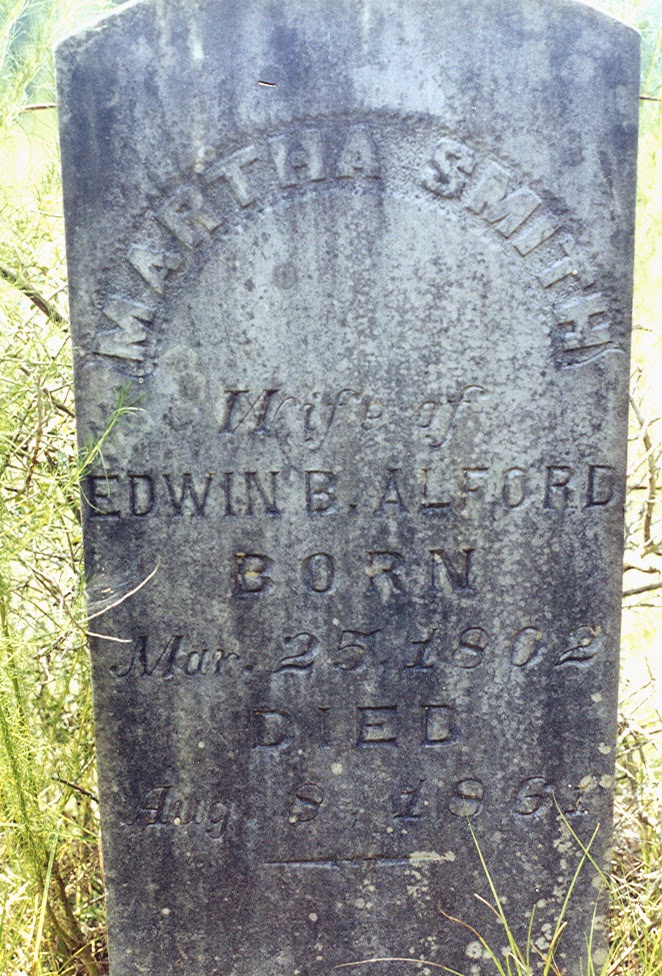 MARTHA SMITH
Wife of
EDWIN B. ALFORD
BORN
Mar. 25, 1802.
DIED
Aug. 8, 1861